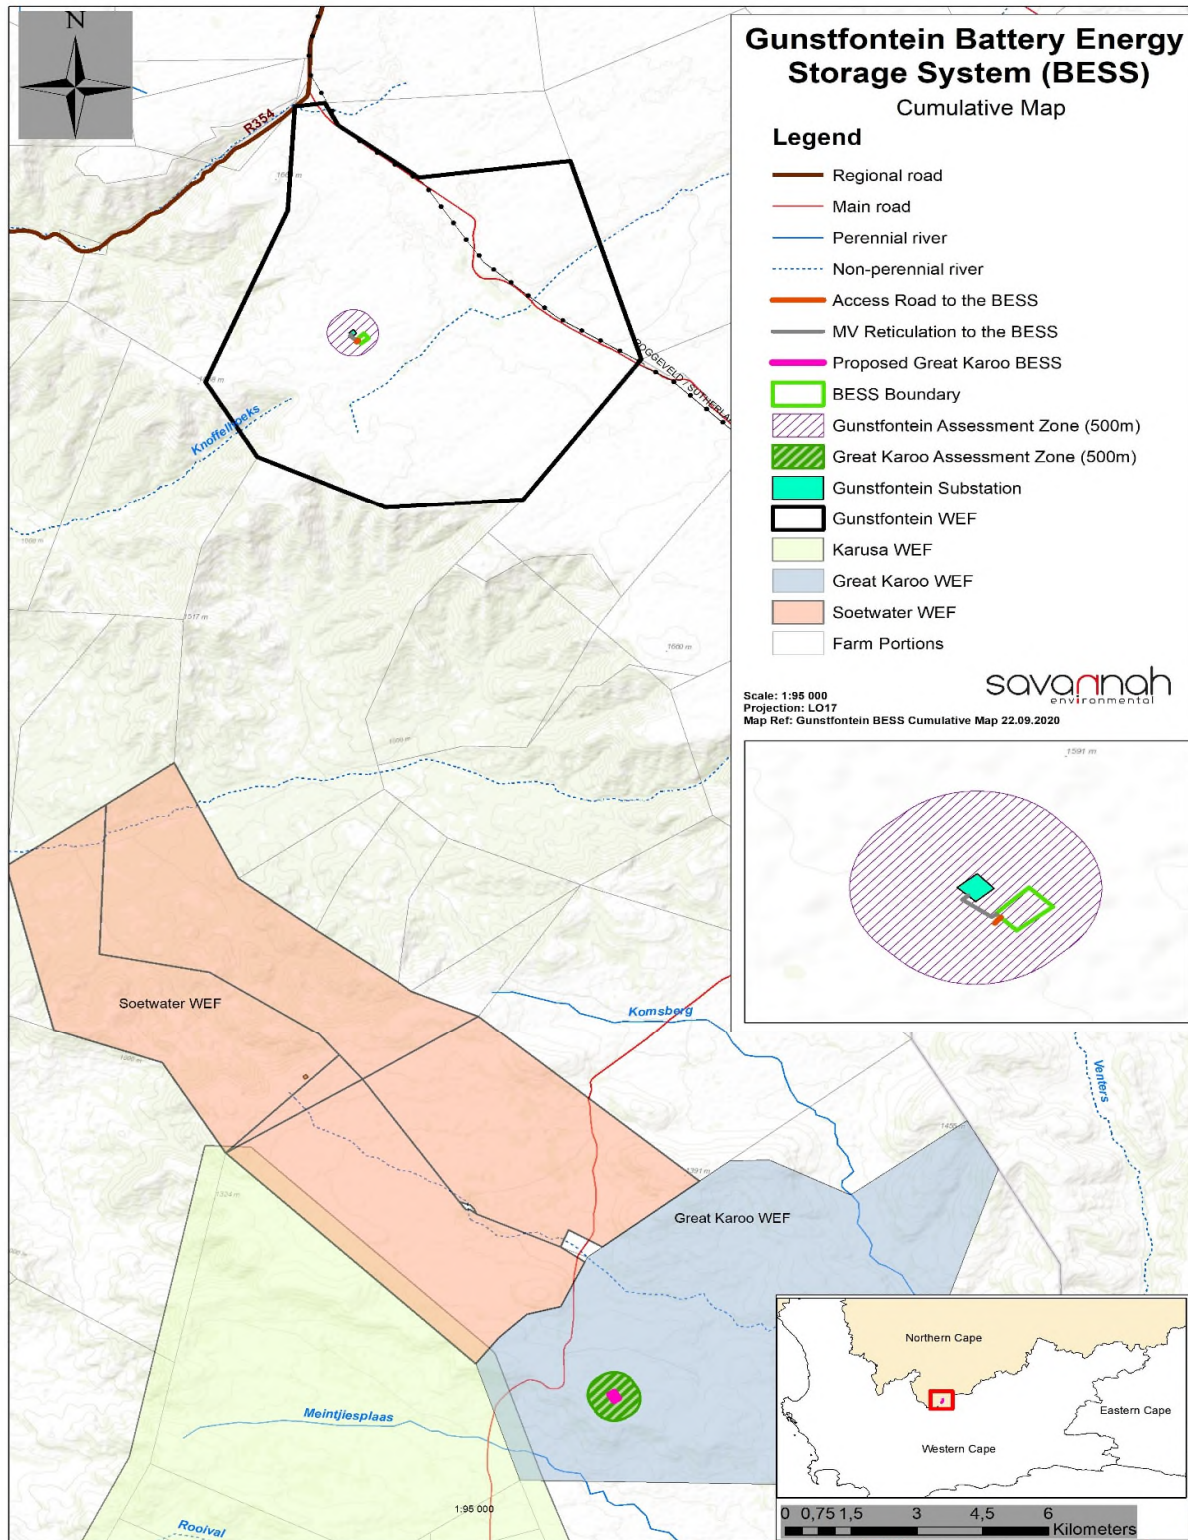 N
Gunstfontein Battery Energy
Storage System (BESS)
Cumulative Map
Legend
Regional road
Main road
Perennial river
Non-perennial river
Access Road to the BESS
MV Reticulation to the BESS
Proposed Great Karoo BESS
BESS Boundary
Gunstfontein Assessment Zone (500m)
Great Karoo Assessment Zone (500m)
Gunstfontein Substation
Gunstfontein WEF
Karusa WEF
Great Karoo WEF
Soetwater WEF
Farm Portions
savannah
environmental
Scale: 1:95 000
Projection: LO17
Map Ref: Gunstfontein BESS Cumulative Map 22.09.2020
1591 m
R354
Knoffelhoeks
1517 m
Soetwater WEF
Komsberg
Venters
1324 m
Great Karoo WEF
Meintjiesplaas
1:95 000
Rooival
Northern Cape
Eastern Cape
Western Cape
0 0,75 1,5 3 4,5 6
Kilometers